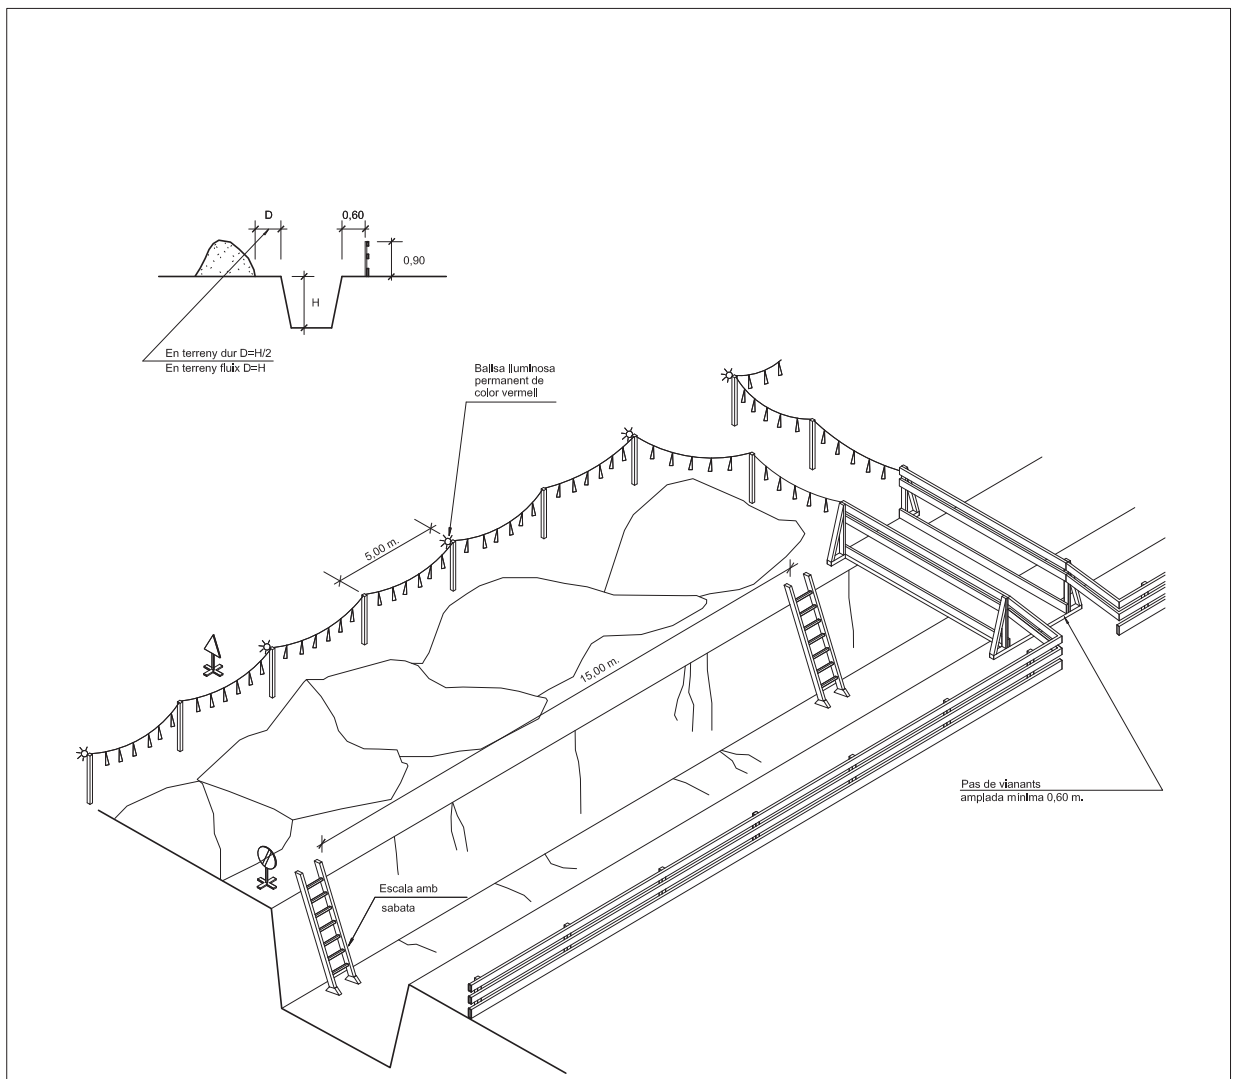 D
0,60
0,90
H
En terreny dur D=H/2
En terreny fluix D=H
Balisa lluminosa
permanent de
color vermell
5,00 m.
15,00 m.
Pas de vianants
amplada minima 0,60 m.
Escala amb
sabata